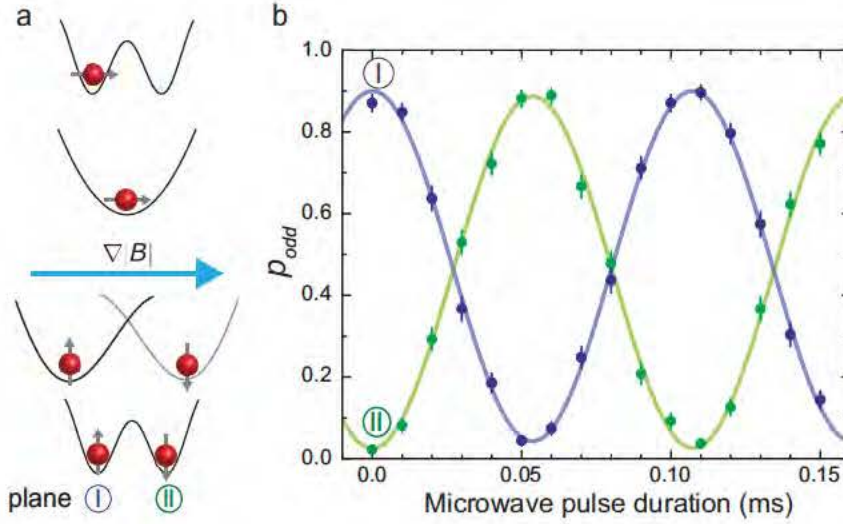 a
∇|B|
plane Ⓘ Ⓘⓘ
b
1.0
0.8
0.6
0.4
0.2
0.0
p_odd
Ⓘ
Ⅱ
0.0 0.05 0.10 0.15
Microwave pulse duration (ms)